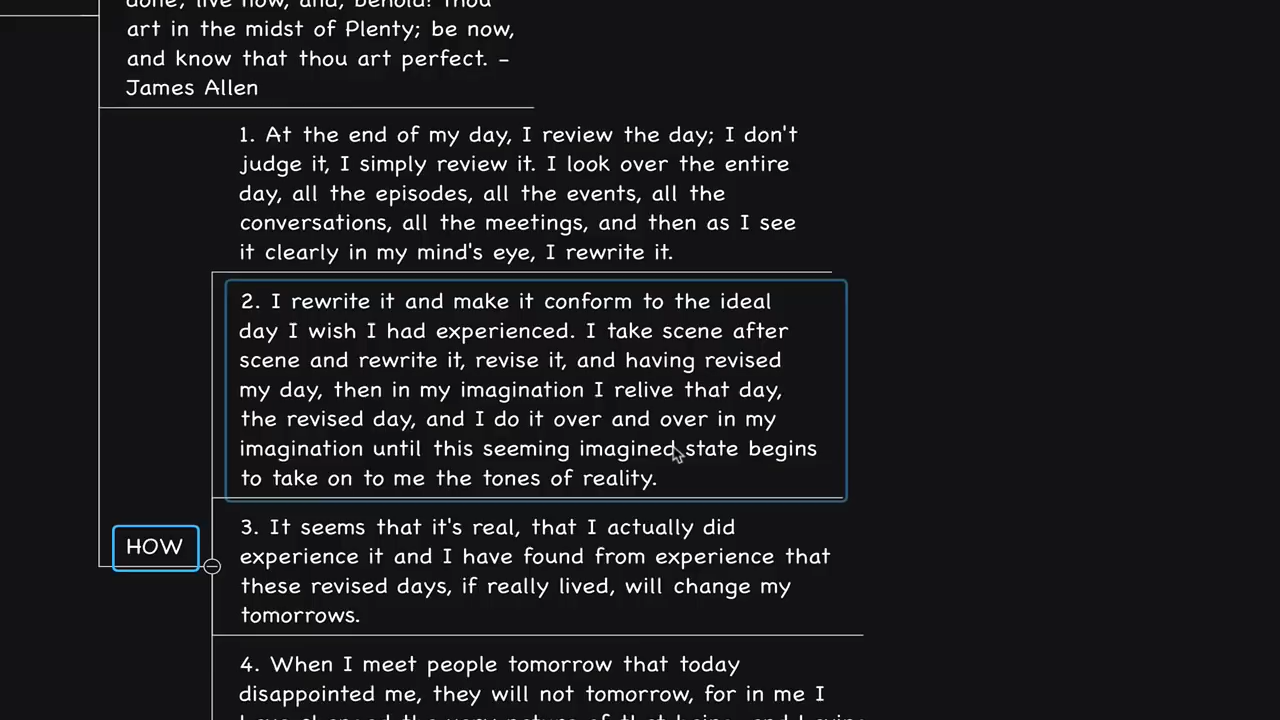 done; live now, and, behold! thou
art in the midst of Plenty; be now,
and know that thou art perfect. –
James Allen
1. At the end of my day, I review the day; I don't
judge it, I simply review it. I look over the entire
day, all the episodes, all the events, all the
conversations, all the meetings, and then as I see
it clearly in my mind's eye, I rewrite it.
2. I rewrite it and make it conform to the ideal
day I wish I had experienced. I take scene after
scene and rewrite it, revise it, and having revised
my day, then in my imagination I relive that day,
the revised day, and I do it over and over in my
imagination until this seeming imagined state begins
to take on to me the tones of reality.
HOW
3. It seems that it's real, that I actually did
experience it and I have found from experience that
these revised days, if really lived, will change my
tomorrows.
4. When I meet people tomorrow that today
disappointed me, they will not tomorrow, for in me I